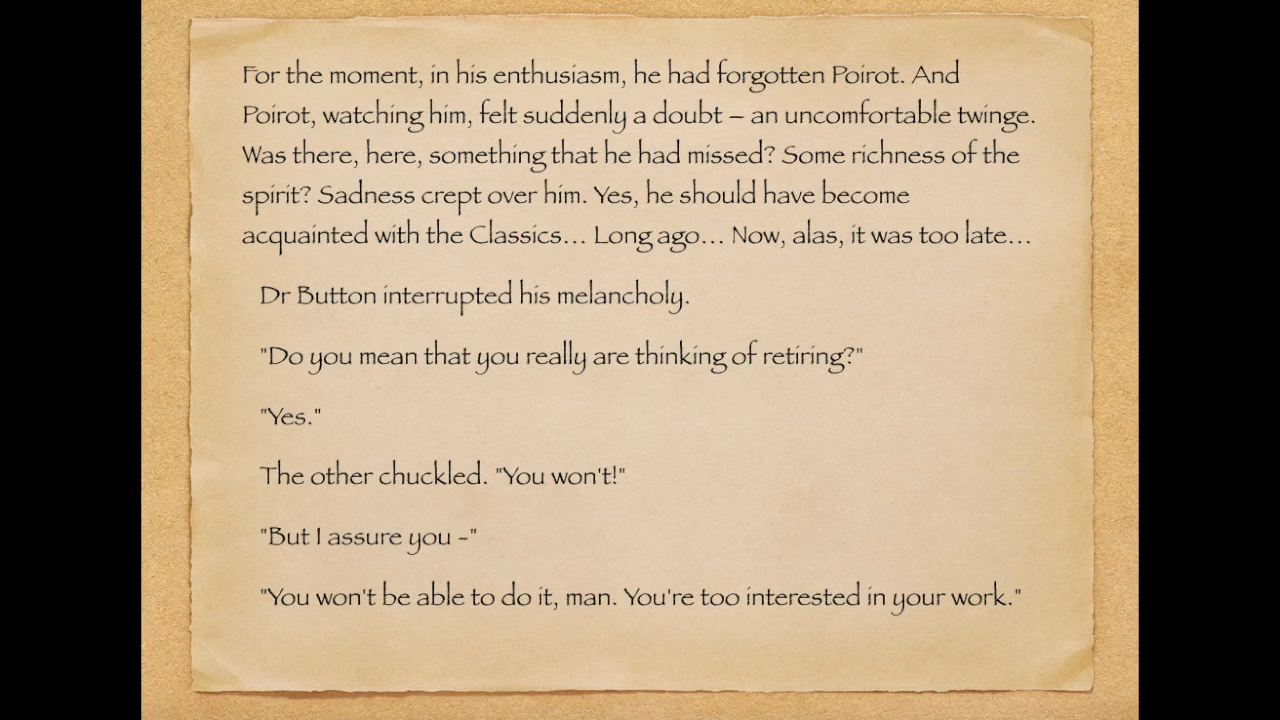 For the moment, in his enthusiasm, he had forgotten Poirot. And
Poirot, watching him, felt suddenly a doubt – an uncomfortable twinge.
Was there, here, something that he had missed? Some richness of the
spirit? Sadness crept over him. Yes, he should have become
acquainted with the Classics… Long ago… Now, alas, it was too late…
Dr Button interrupted his melancholy.
"Do you mean that you really are thinking of retiring?"
"Yes."
The other chuckled. "You won't!"
"But I assure you -"
"You won't be able to do it, man. You're too interested in your work."